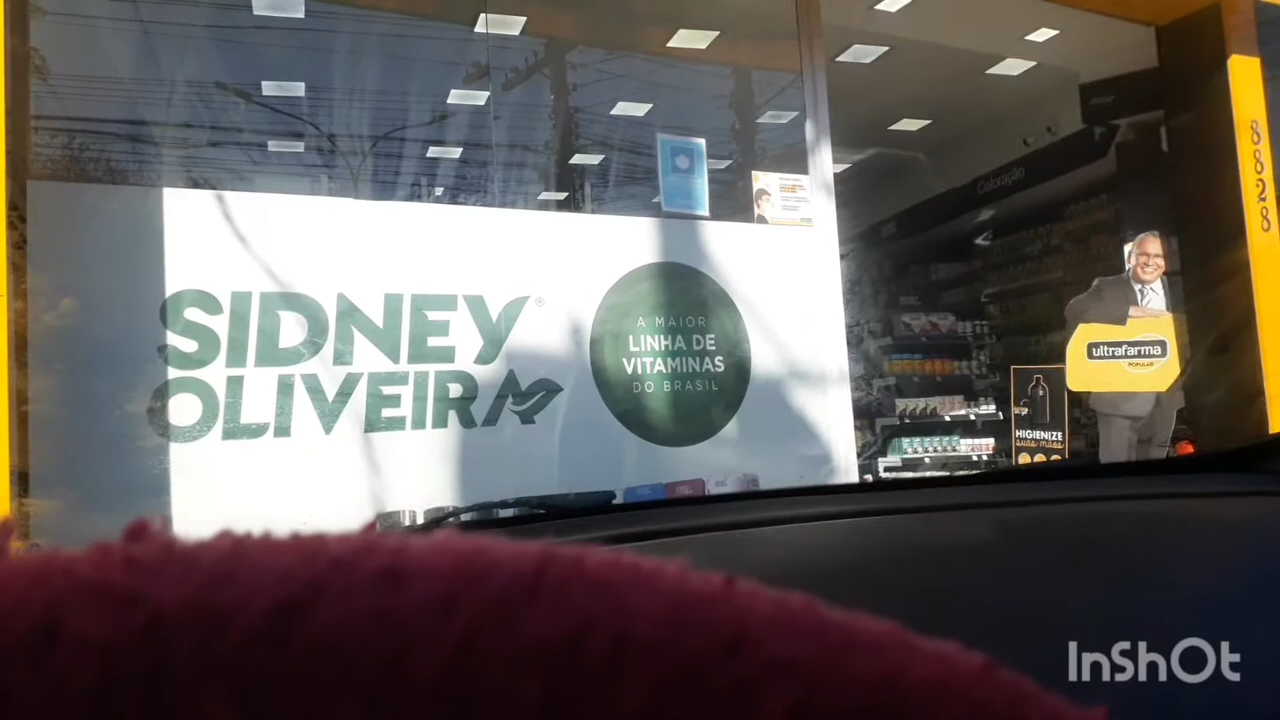 8828
Coloração
SIDNEY ®
OLIVEIRA
A MAIOR
LINHA DE
VITAMINAS
DO BRASIL
ultrafarma
POPULAR
HIGIENIZE
suas mãos
InShOt